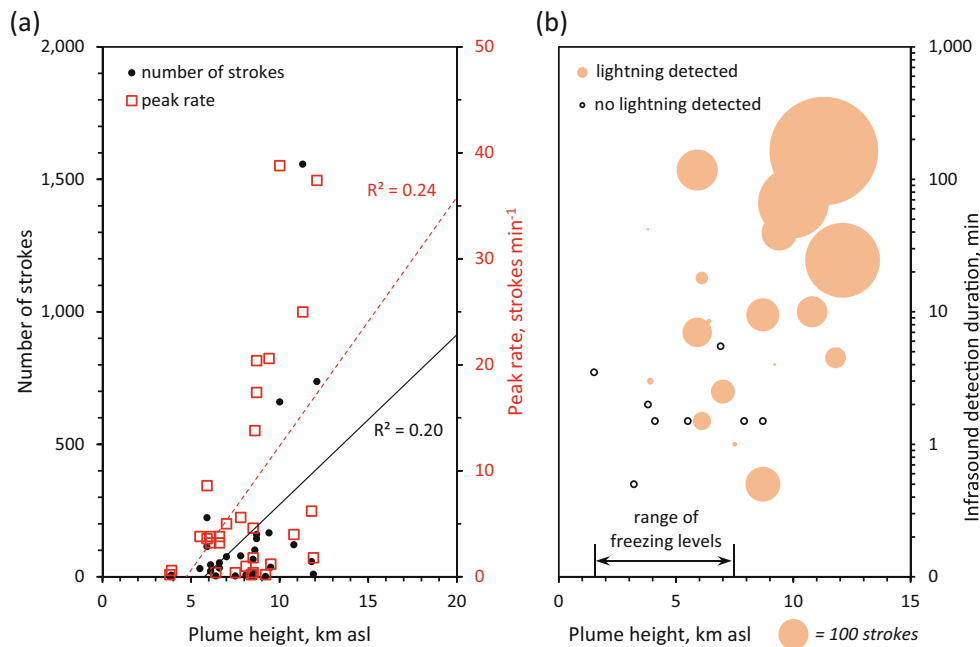 (a)
2,000
1,500
1,000
500
0
Number of strokes
number of strokes
peak rate
R² = 0.24
R² = 0.20
50
40
30
20
10
0
Peak rate, strokes min⁻¹
0 5 10 15 20
Plume height, km asl
(b)
lightning detected
no lightning detected
range of
freezing levels
1,000
100
10
1
0
Infrasound detection duration, min
0 5 10 15
Plume height, km asl
= 100 strokes